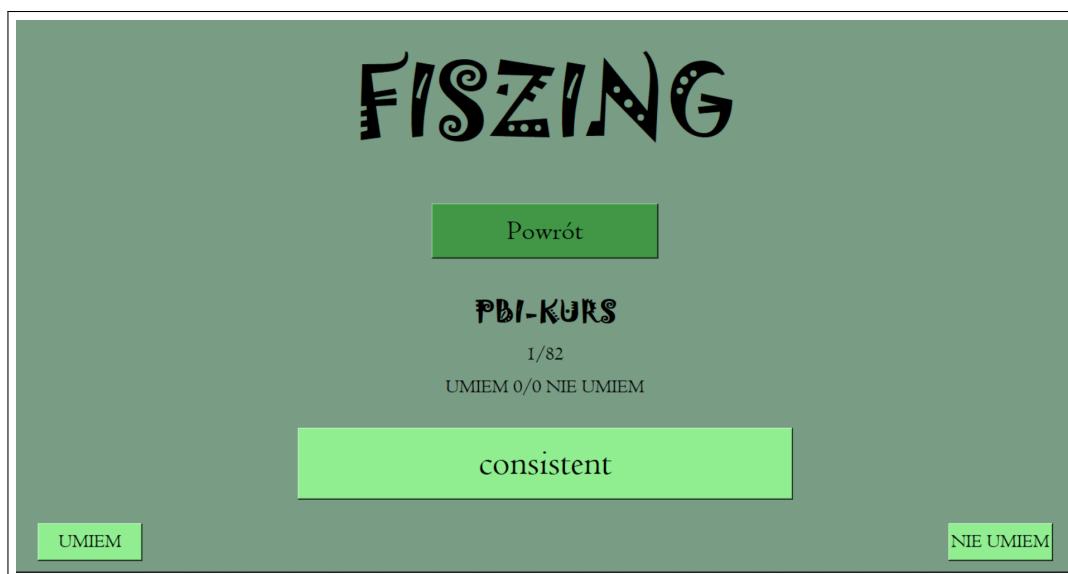 FISZING
Powrót
PBI-KURS
1/82
UMIEM 0/0 NIE UMIEM
consistent
UMIEM
NIE UMIEM